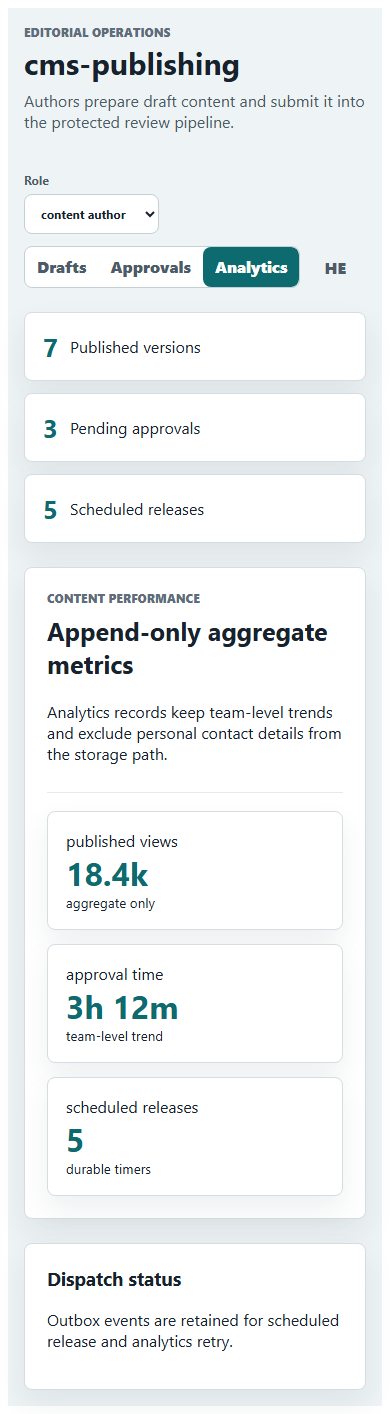 EDITORIAL OPERATIONS
cms-publishing
Authors prepare draft content and submit it into
the protected review pipeline.
Role
content author
Drafts Approvals Analytics HE
7 Published versions
3 Pending approvals
5 Scheduled releases
CONTENT PERFORMANCE
Append-only aggregate
metrics
Analytics records keep team-level trends
and exclude personal contact details from
the storage path.
published views
18.4k
aggregate only
approval time
3h 12m
team-level trend
scheduled releases
5
durable timers
Dispatch status
Outbox events are retained for scheduled
release and analytics retry.